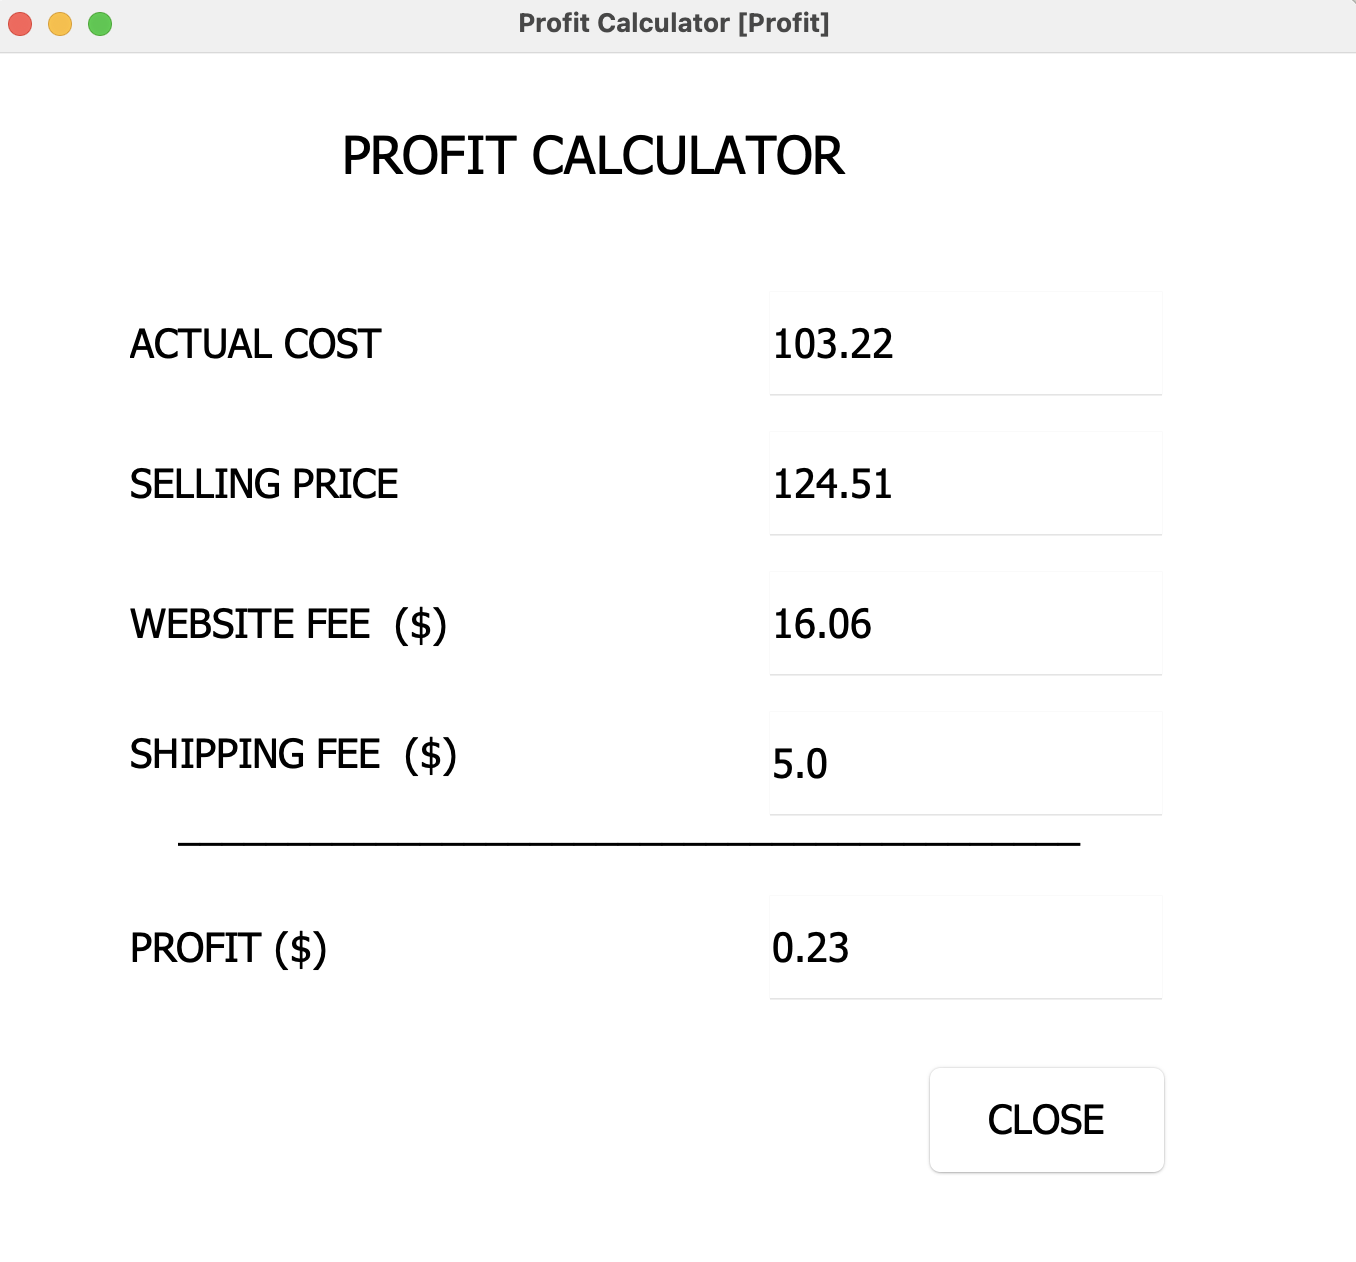 Profit Calculator [Profit]
PROFIT CALCULATOR
ACTUAL COST 103.22
SELLING PRICE 124.51
WEBSITE FEE ($) 16.06
SHIPPING FEE ($) 5.0
PROFIT ($) 0.23
CLOSE